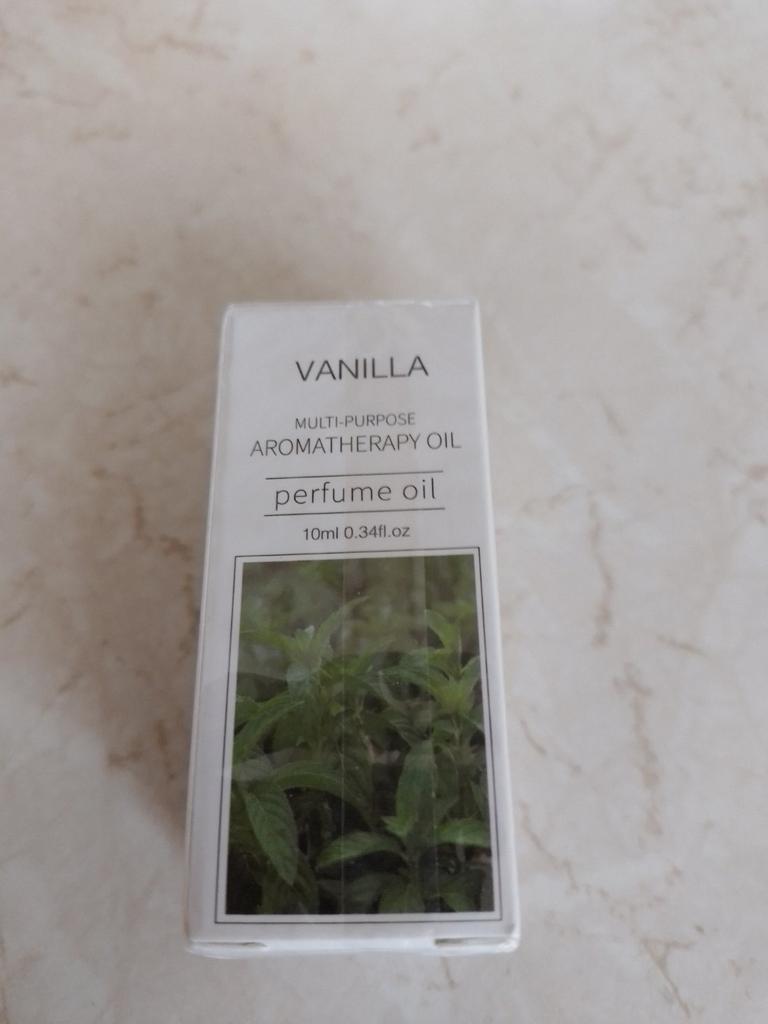 VANILLA
MULTI-PURPOSE
AROMATHERAPY OIL
perfume oil
10ml 0.34fl.oz